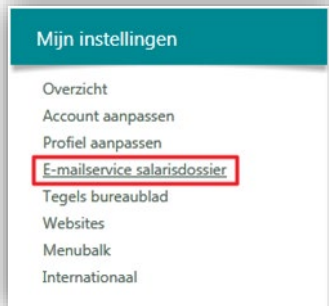 Mijn instellingen
Overzicht
Account aanpassen
Profiel aanpassen
E-mailservice salarisdossier
Tegels bureaublad
Websites
Menubalk
Internationaal